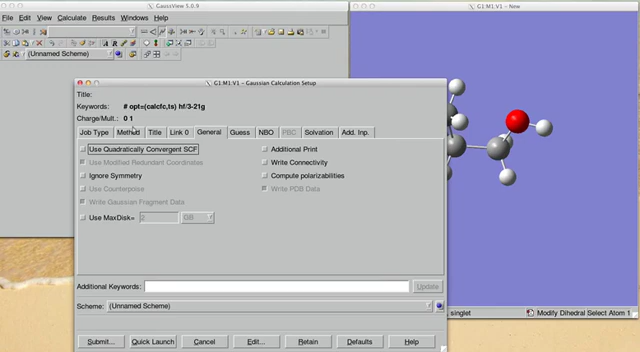 GaussView 5.0.9
G1:M1:V1 - New
File Edit View Calculate Results Windows Help
(Unnamed Scheme)
G1:M1:V1 - Gaussian Calculation Setup
Title:
Keywords: # opt=(calcfc,ts) hf/3-21g
Charge/Mult.: 0 1
Job Type Method Title Link 0 General Guess NBO PBC Solvation Add. Inp.
Use Quadratically Convergent SCF Additional Print
Use Modified Redundant Coordinates Write Connectivity
Ignore Symmetry Compute polarizabilities
Use Counterpoise Write PDB Data
Write Gaussian Fragment Data
Use MaxDisk= 2 GB
Additional Keywords: Update
Scheme: (Unnamed Scheme)
singlet Modify Dihedral Select Atom 1
Submit... Quick Launch Cancel Edit... Retain Defaults Help